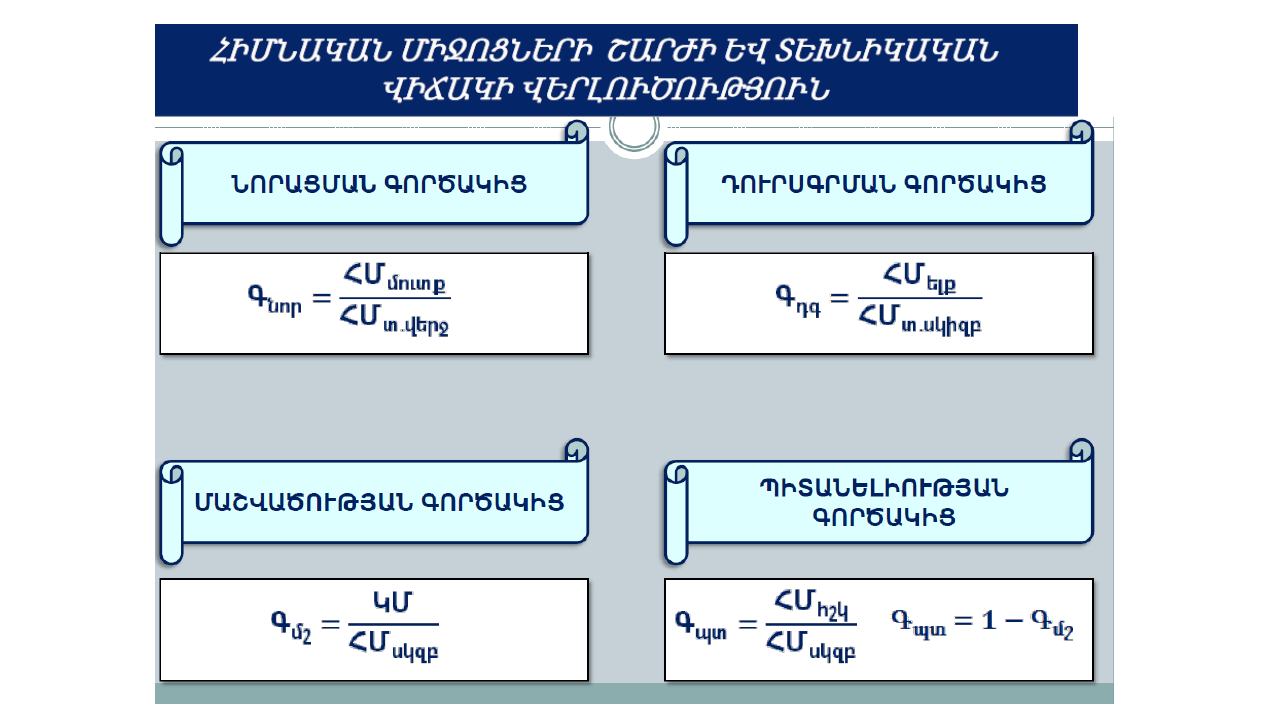 ՀԻՄՆԱԿԱՆ ՄԻՋՈՑՆԵՐԻ ՇԱՐԺԻ ԵՎ ՏԵԽՆԻԿԱԿԱՆ
ՎԻՃԱԿԻ ՎԵՐԼՈՒԾՈՒԹՅՈՒՆ
ՆՈՐԱՑՄԱՆ ԳՈՐԾԱԿԻՑ
ԴՈՒՐՍԳՐՄԱՆ ԳՈՐԾԱԿԻՑ
Գնոր = ՀՄմուտք / ՀՄտ.վերջ
Գդգ = ՀՄելք / ՀՄտ.սկիզբ
ՄԱՇՎԱԾՈՒԹՅԱՆ ԳՈՐԾԱԿԻՑ
ՊԻՏԱՆԵԼԻՈՒԹՅԱՆ
ԳՈՐԾԱԿԻՑ
Գմշ = ԿՄ / ՀՄսկզբ
Գպտ = ՀՄհշկ / ՀՄսկզբ Գպտ = 1 − Գմշ